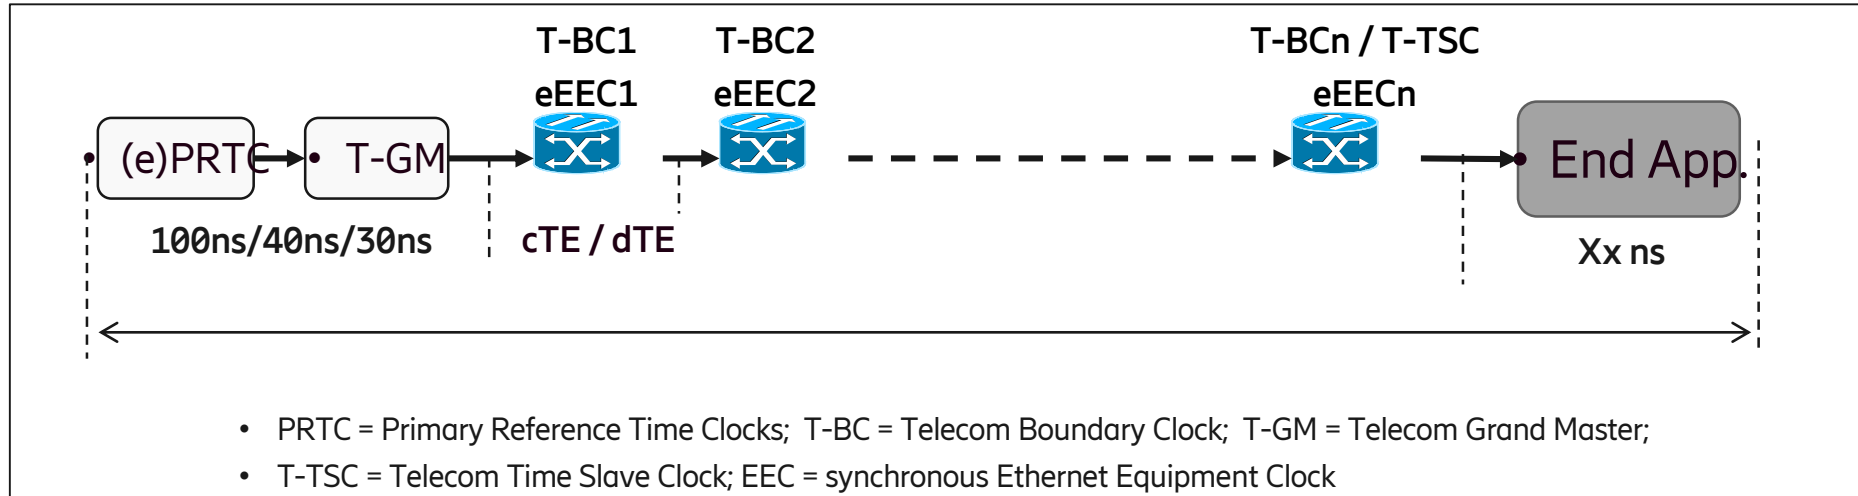 T-BC1 T-BC2 T-BCn / T-TSC
eEEC1 eEEC2 eEECn
(e)PRTC • T-GM End App.
100ns/40ns/30ns cTE / dTE Xx ns
• PRTC = Primary Reference Time Clocks; T-BC = Telecom Boundary Clock; T-GM = Telecom Grand Master;
• T-TSC = Telecom Time Slave Clock; EEC = synchronous Ethernet Equipment Clock